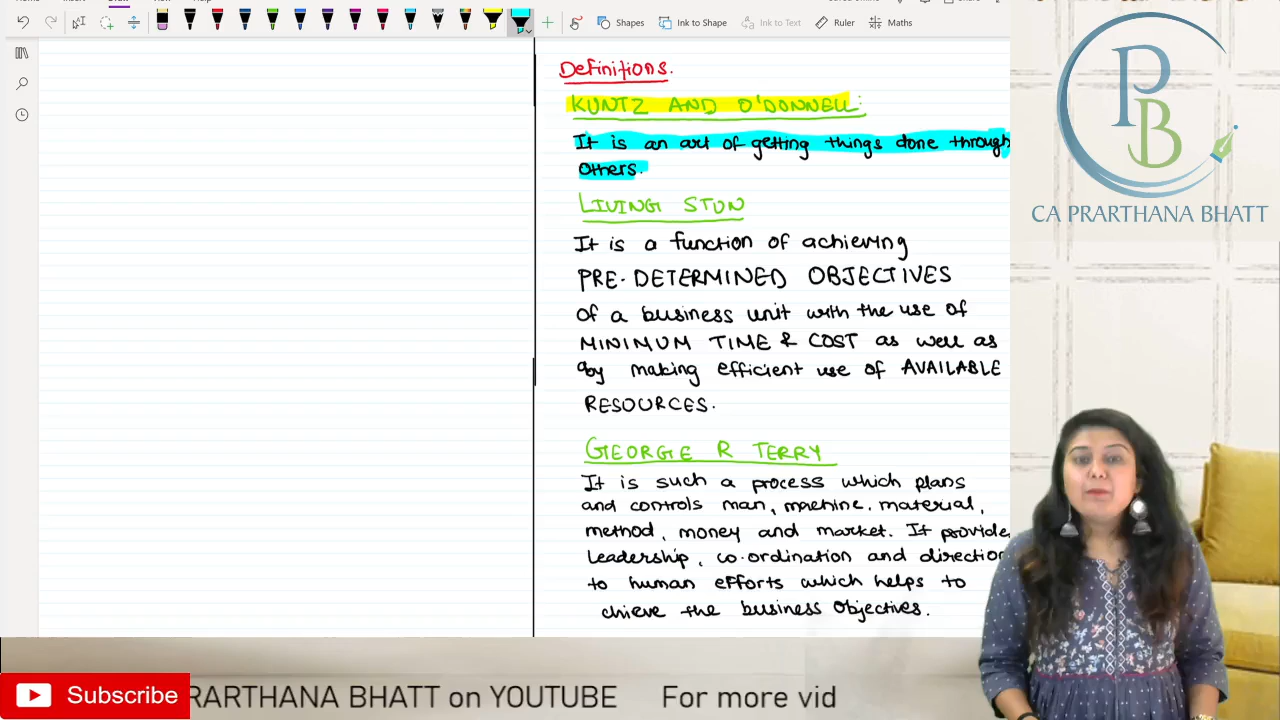 Shapes
Ink to Shape
Ink to Text
Ruler
Maths
Definitions.
KUNTZ AND O'DONNELL:
It is an art of getting things done through
others.
LIVING STON
It is a function of achieving
PRE-DETERMINED OBJECTIVES
of a business unit with the use of
MINIMUM TIME & COST as well as
by making efficient use of AVAILABLE
RESOURCES.
GEORGE R TERRY
It is such a process which plans
and controls man, machine, material,
method, money and market. It provides
leadership, co-ordination and direction
to human efforts which helps to
chieve the business objectives.
PB
CA PRARTHANA BHATT
Subscribe
RARTHANA BHATT on YOUTUBE For more vid